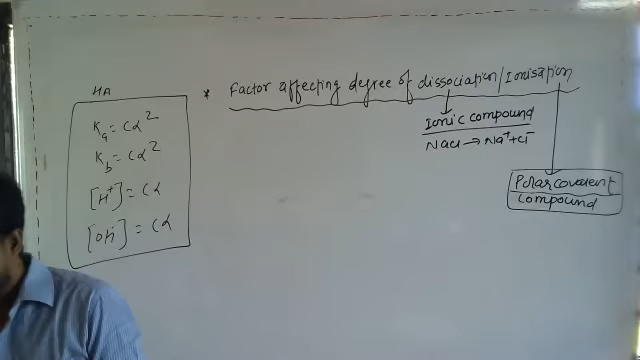 HA
Ka = Cα²
Kb = Cα²
[H⁺] = Cα
[OH⁻] = Cα
* Factor affecting degree of dissociation/Ionisation
Ionic compound
NaCl → Na⁺ + Cl⁻
Polar covalent
compound